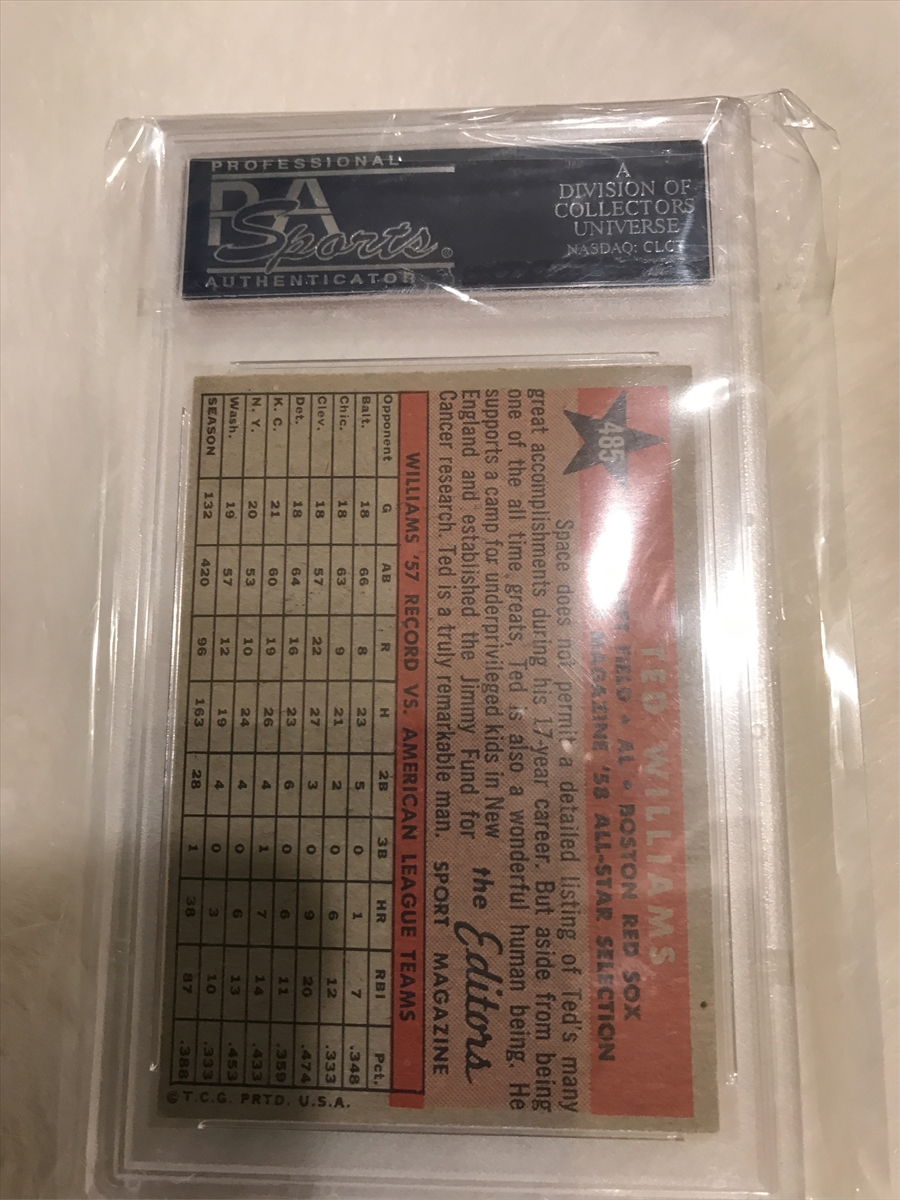 PROFESSIONAL
PSA
Sports®
AUTHENTICATOR
A
DIVISION OF
COLLECTORS
UNIVERSE
NASDAQ: CLCT
485
TED WILLIAMS
FIELD • AL • BOSTON RED SOX
MAGAZINE '58 ALL-STAR SELECTION
Space does not permit a detailed listing of Ted's many
great accomplishments during his 17-year career. But aside from being
one of the all time greats, Ted is also a wonderful human being. He
supports a camp for underprivileged kids in New
England and established the Jimmy Fund for
Cancer research. Ted is a truly remarkable man.
the Editors
SPORT MAGAZINE
WILLIAMS '57 RECORD VS. AMERICAN LEAGUE TEAMS
Opponent G AB R H 2B 3B HR RBI Pct.
Balt. 18 66 8 23 5 0 1 7 .348
Chic. 18 63 9 21 2 0 6 12 .333
Clev. 18 57 22 27 3 0 9 20 .474
Det. 18 64 16 23 6 0 6 11 .359
K. C. 21 60 19 26 4 1 7 14 .433
N. Y. 20 53 10 24 4 0 6 13 .453
Wash. 19 57 12 19 4 0 3 10 .333
SEASON 132 420 96 163 28 1 38 87 .388
© T.C.G. PRTD. U.S.A.